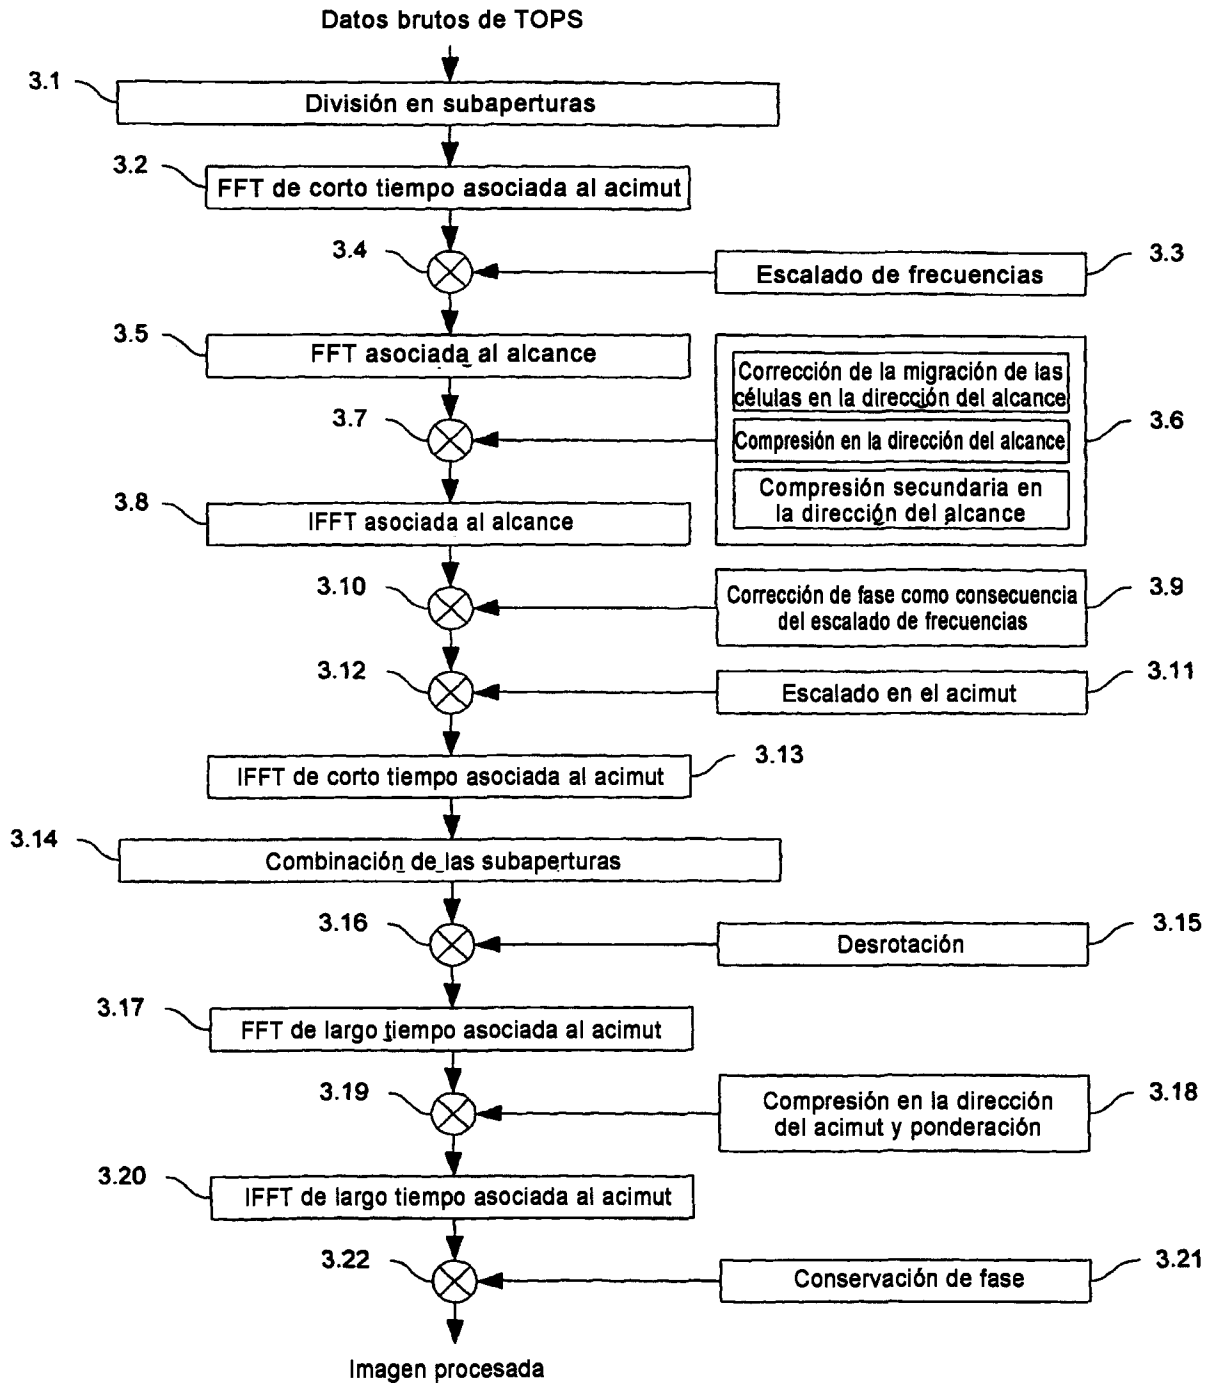 Datos brutos de TOPS
3.1
División en subaperturas
3.2
FFT de corto tiempo asociada al acimut
3.4
Escalado de frecuencias
3.3
3.5
FFT asociada al alcance
Corrección de la migración de las
células en la dirección del alcance
3.7
Compresión en la dirección del alcance
3.6
Compresión secundaria en
la dirección del alcance
3.8
IFFT asociada al alcance
3.10
Corrección de fase como consecuencia
del escalado de frecuencias
3.9
3.12
Escalado en el acimut
3.11
IFFT de corto tiempo asociada al acimut
3.13
3.14
Combinación de las subaperturas
3.16
Desrotación
3.15
3.17
FFT de largo tiempo asociada al acimut
3.19
Compresión en la dirección
del acimut y ponderación
3.18
3.20
IFFT de largo tiempo asociada al acimut
3.22
Conservación de fase
3.21
Imagen procesada